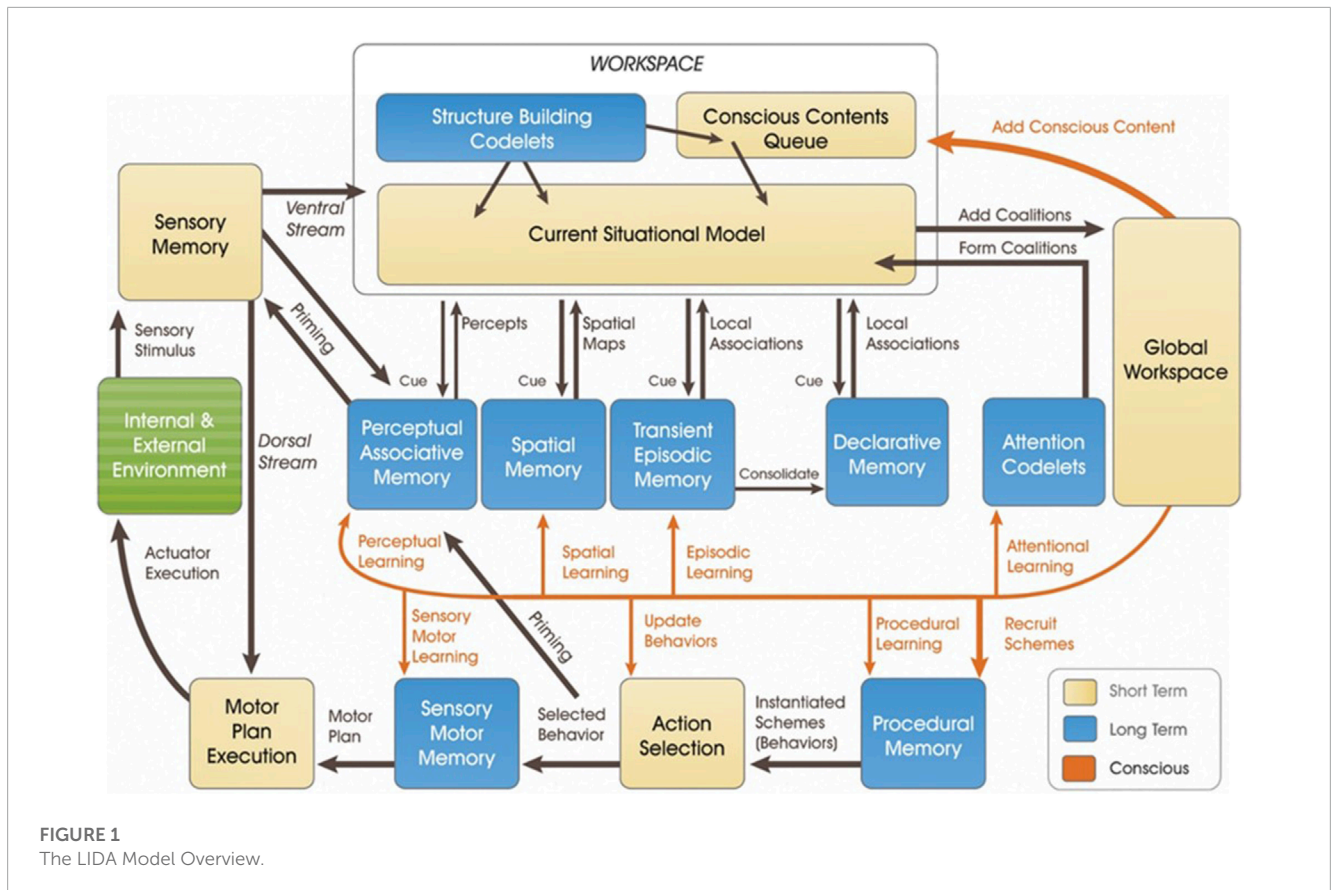 WORKSPACE
Structure Building
Codelets
Conscious Contents
Queue
Add Conscious Content
Sensory
Memory
Ventral
Stream
Current Situational Model
Add Coalitions
Form Coalitions
Global
Workspace
Sensory
Stimulus
Priming
Cue
Percepts
Cue
Spatial
Maps
Cue
Local
Associations
Cue
Local
Associations
Internal &
External
Environment
Dorsal
Stream
Perceptual
Associative
Memory
Spatial
Memory
Transient
Episodic
Memory
Consolidate
Declarative
Memory
Attention
Codelets
Actuator
Execution
Perceptual
Learning
Spatial
Learning
Episodic
Learning
Attentional
Learning
Sensory
Motor
Learning
Priming
Update
Behaviors
Procedural
Learning
Recruit
Schemes
Motor
Plan
Execution
Motor
Plan
Sensory
Motor
Memory
Selected
Behavior
Action
Selection
Instantiated
Schemes
(Behaviors)
Procedural
Memory
Short Term
Long Term
Conscious
FIGURE 1
The LIDA Model Overview.